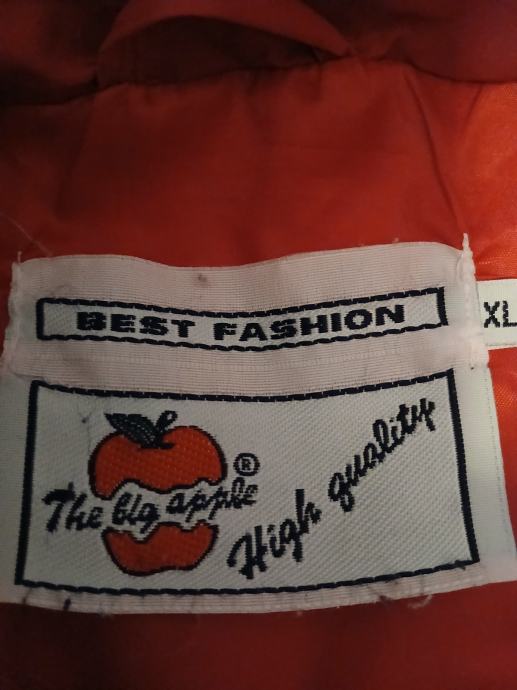 BEST FASHION
XL
The big apple®
High quality